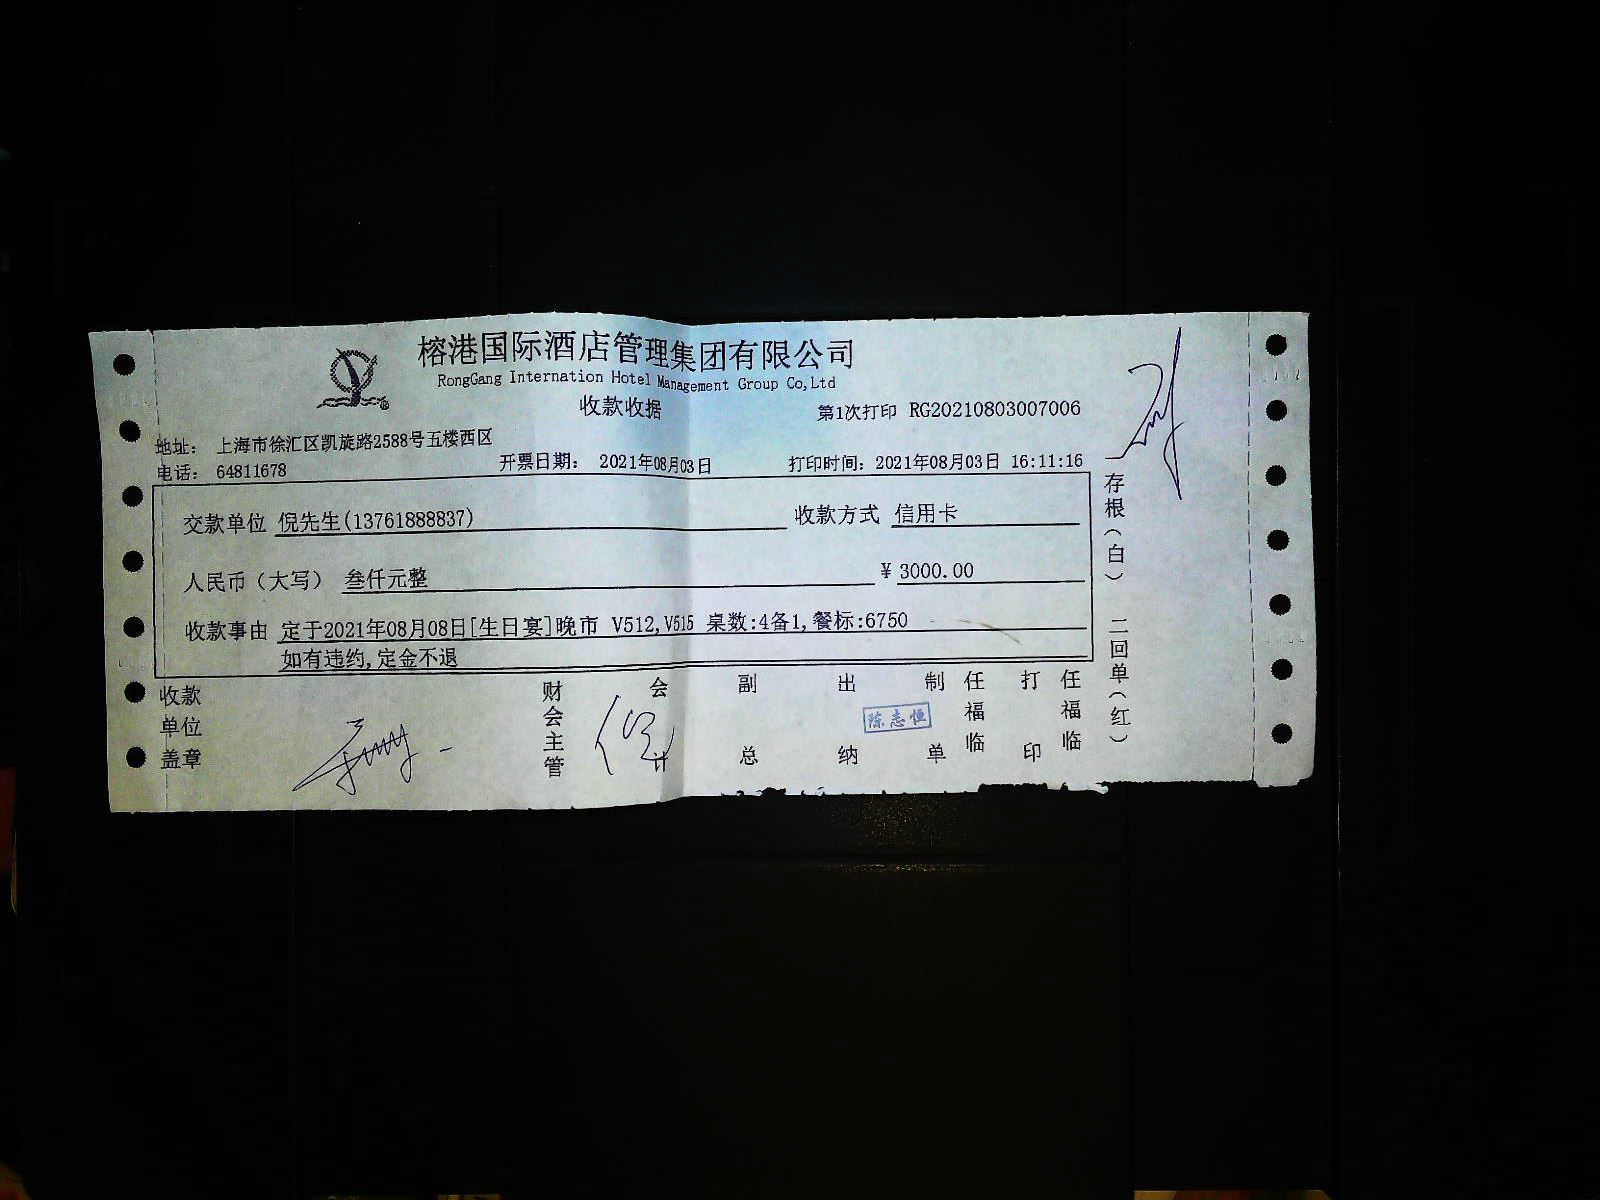 榕港国际酒店管理集团有限公司
RongGang Internation Hotel Management Group Co,Ltd
收款收据
第1次打印 RG20210803007006
地址： 上海市徐汇区凯旋路2588号五楼西区
电话： 64811678
开票日期： 2021年08月03日
打印时间：2021年08月03日 16:11:16
交款单位 倪先生(13761888837)
收款方式 信用卡
人民币（大写） 叁仟元整
¥ 3000.00
收款事由 定于2021年08月08日[生日宴]晚市 V512,V515 桌数:4备1,餐标:6750
如有违约,定金不退
收款单位盖章
财会主管
会计
副总
出纳
陈志恒
制单
任福临
打印
任福临
存根（白） 二回单（红）